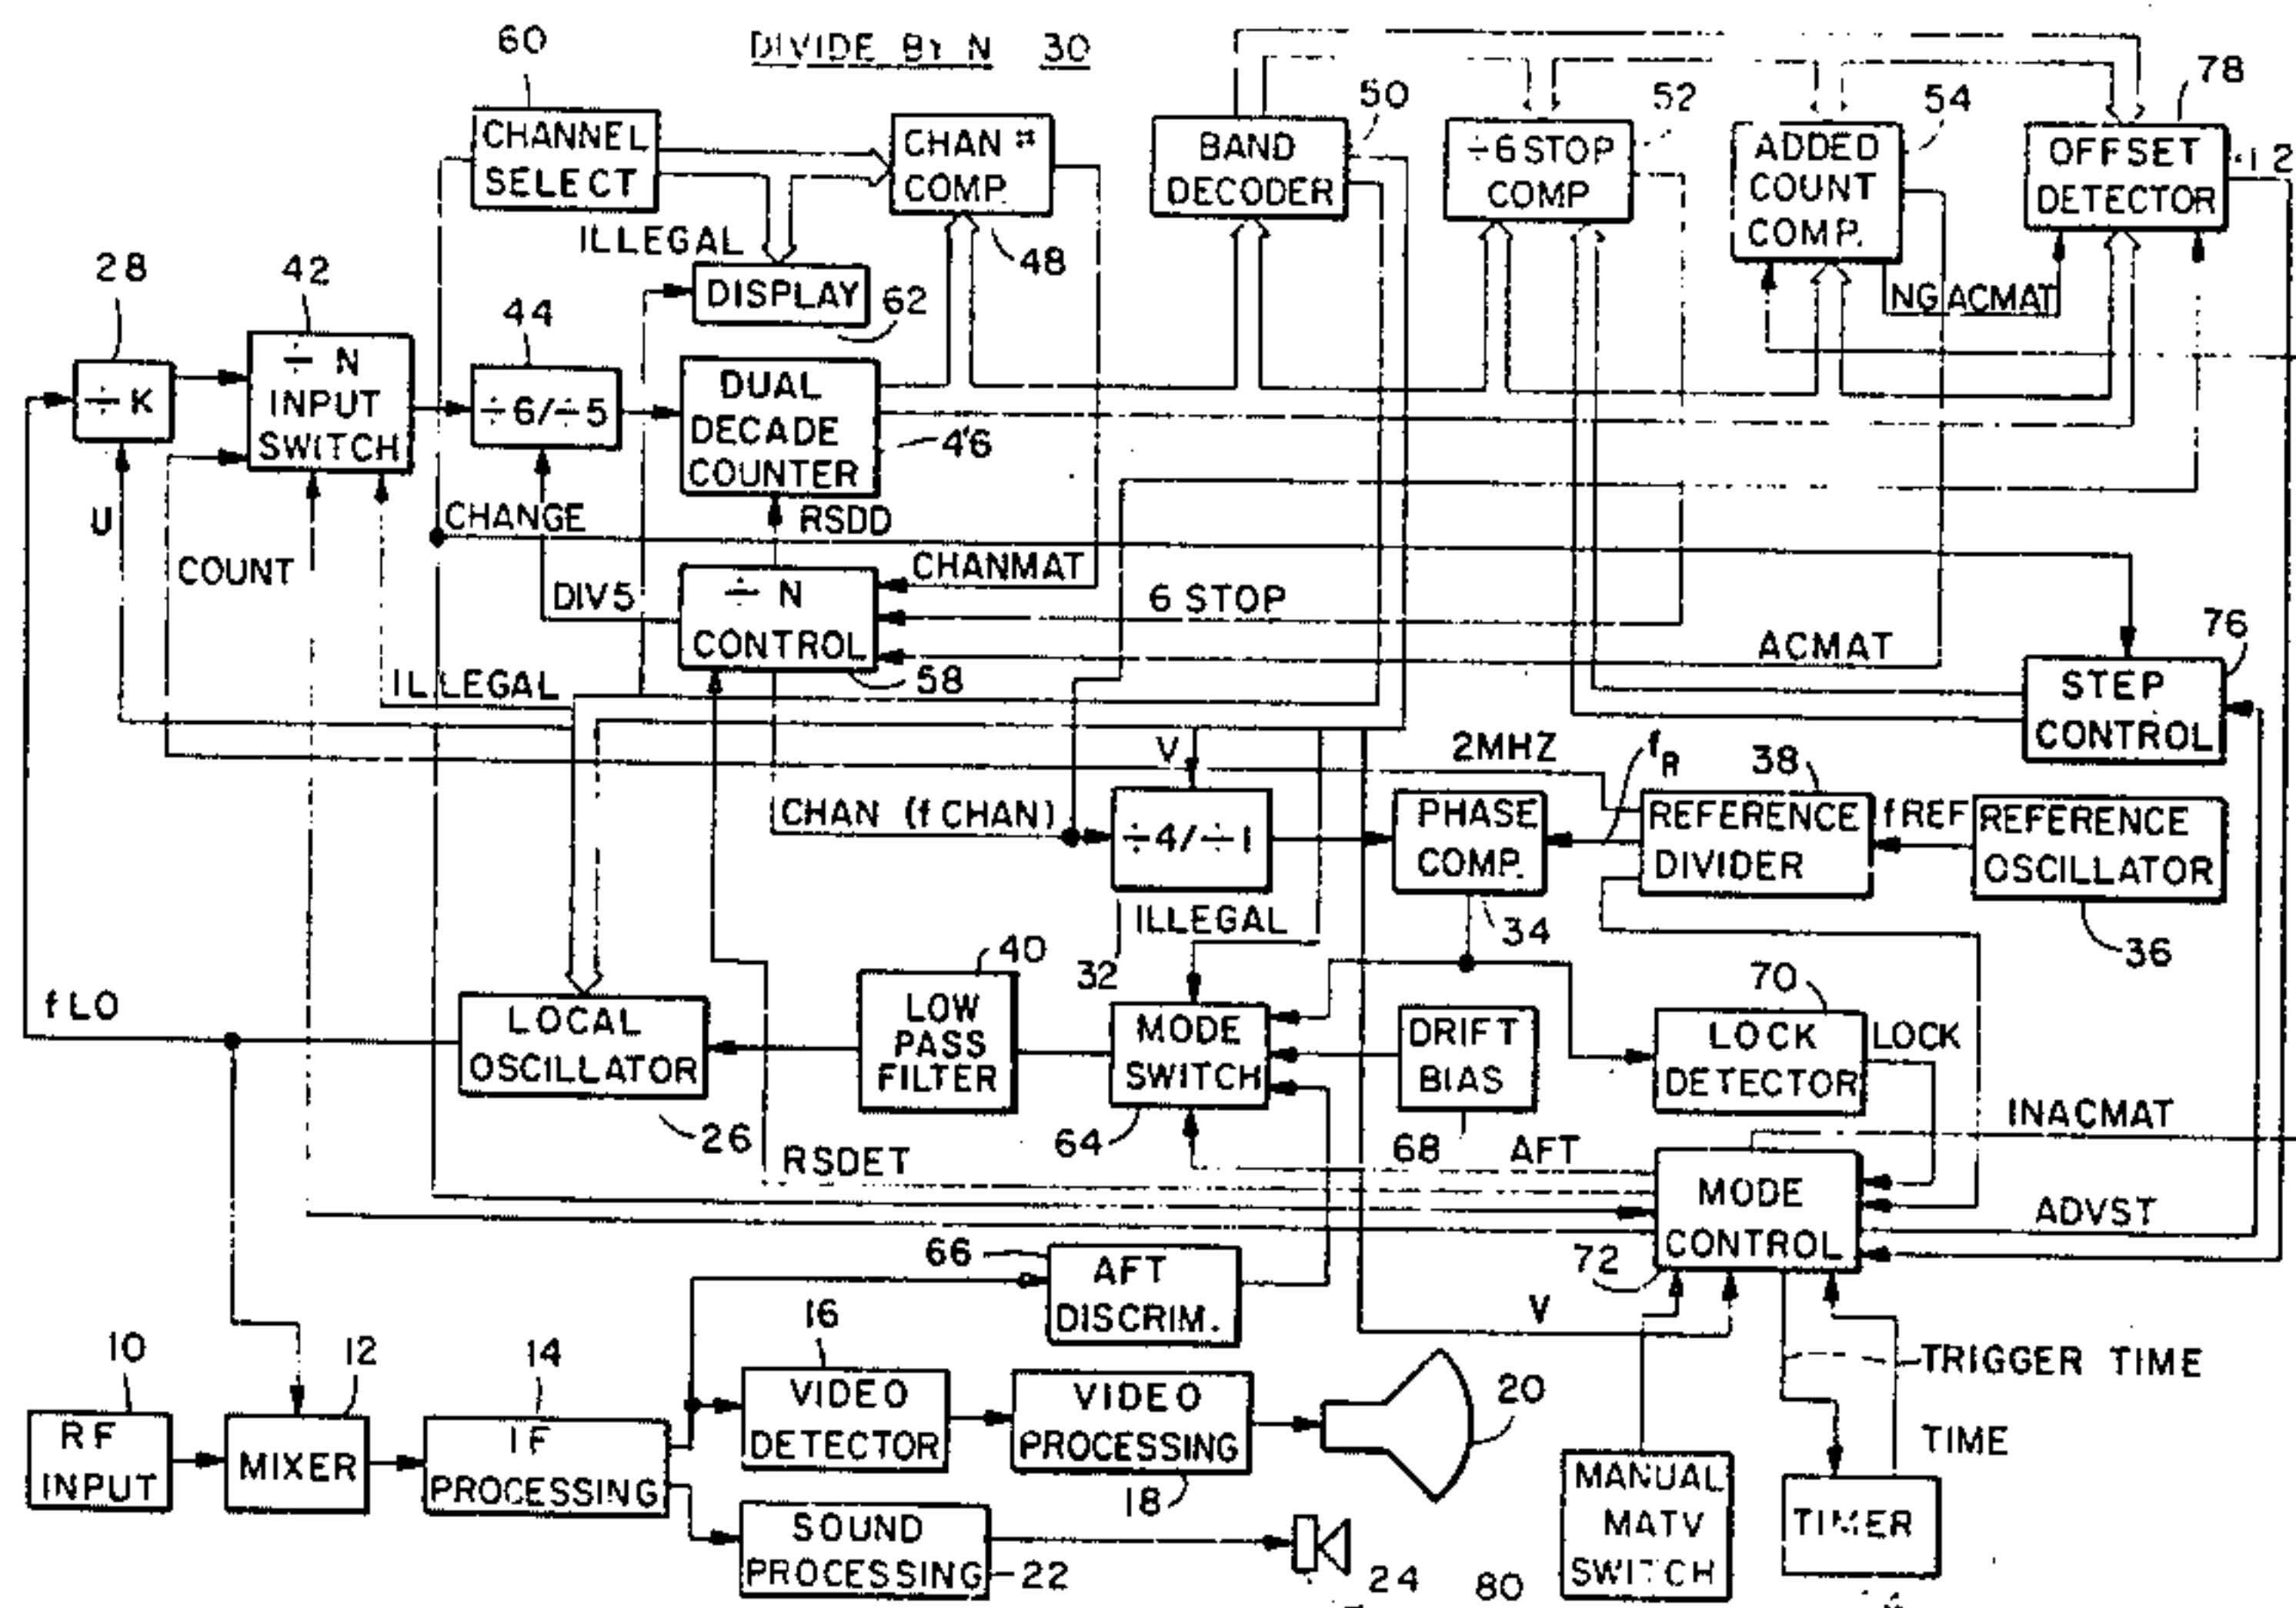 DIVIDE BY N 30
60
CHANNEL
SELECT
CHAN #
COMP.
48
50
BAND
DECODER
52
÷6 STOP
COMP
54
ADDED
COUNT
COMP.
78
OFFSET
DETECTOR
ILLEGAL
DISPLAY
62
NG ACMAT
28
÷K
42
÷ N
INPUT
SWITCH
44
÷6/÷5
DUAL
DECADE
COUNTER
46
U
COUNT
CHANGE
RSDD
CHANMAT
DIV5
÷ N
CONTROL
58
6 STOP
ACMAT
76
STEP
CONTROL
ILLEGAL
V
2MHZ
fR
38
CHAN (f CHAN)
÷4/÷1
32
PHASE
COMP.
34
REFERENCE
DIVIDER
fREF
REFERENCE
OSCILLATOR
36
ILLEGAL
f LO
LOCAL
OSCILLATOR
26
40
LOW
PASS
FILTER
MODE
SWITCH
64
DRIFT
BIAS
68
70
LOCK
DETECTOR
LOCK
INACMAT
RSDET
AFT
MODE
CONTROL
72
ADVST
66
AFT
DISCRIM.
V
TRIGGER TIME
TIME
10
RF
INPUT
12
MIXER
14
IF
PROCESSING
16
VIDEO
DETECTOR
VIDEO
PROCESSING
18
20
SOUND
PROCESSING
22
24
80
MANUAL
MATV
SWITCH
TIMER